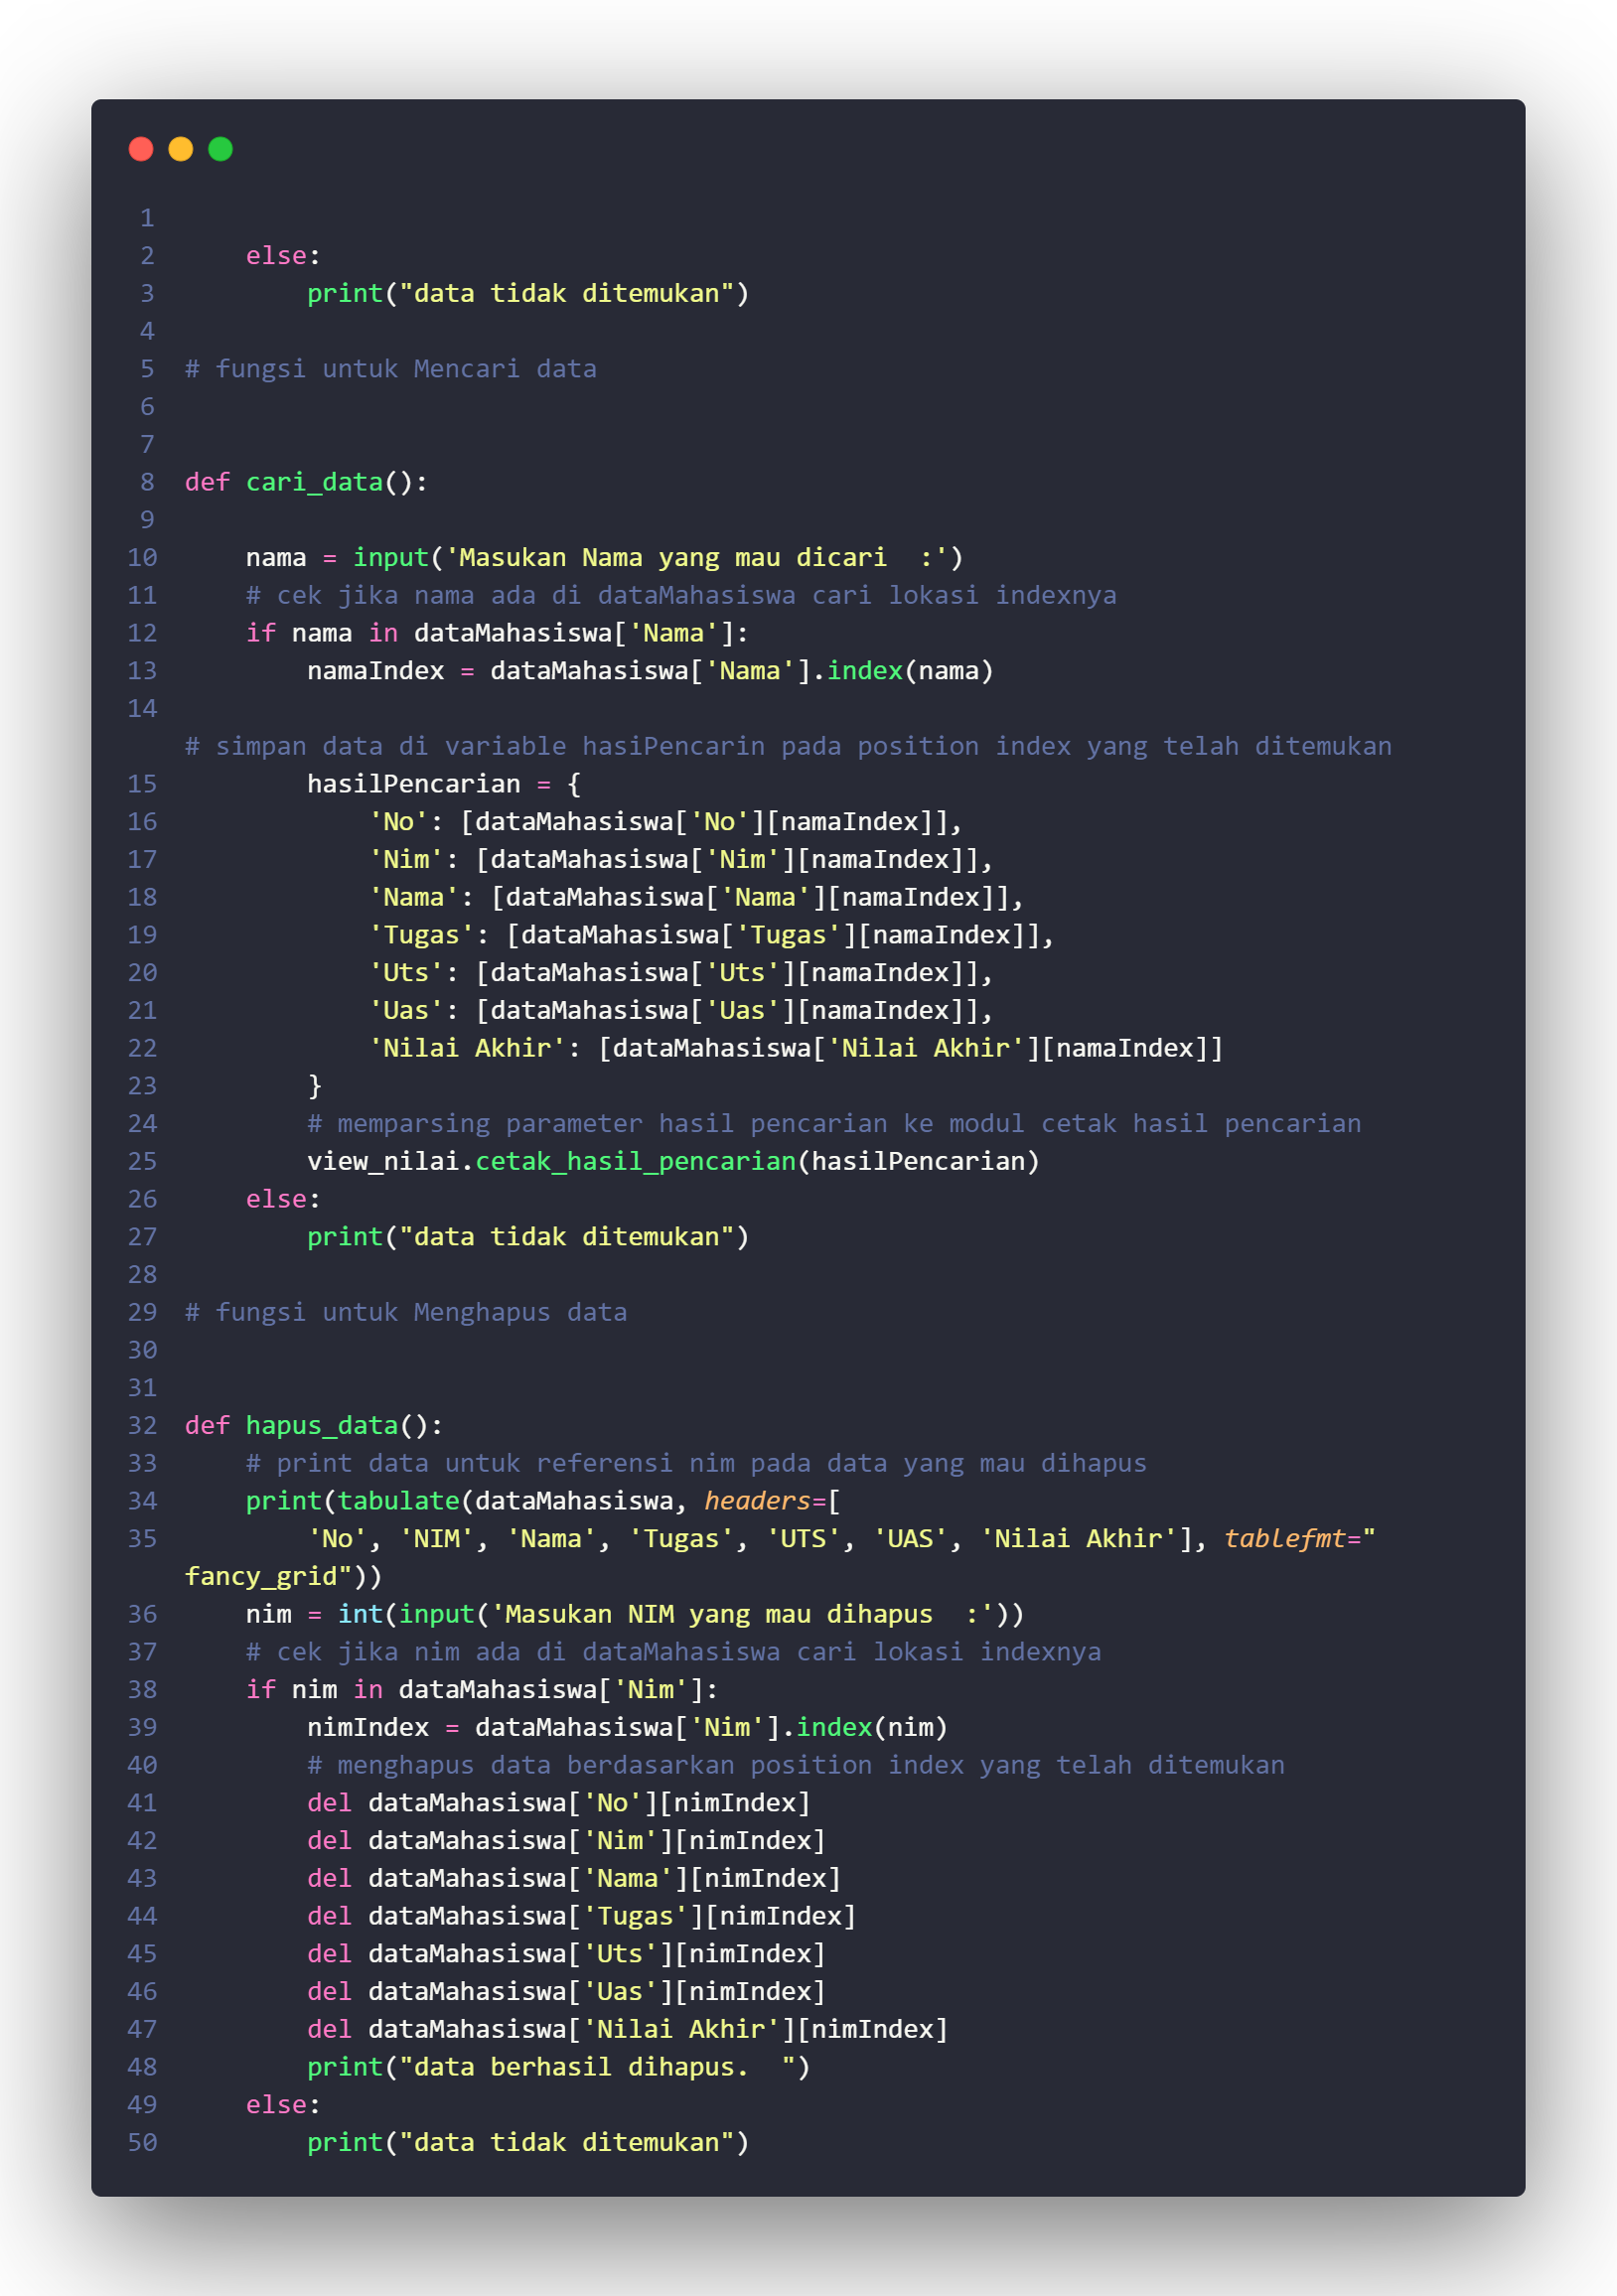 1
2     else:
3         print("data tidak ditemukan")
4
5 # fungsi untuk Mencari data
6
7
8 def cari_data():
9
10     nama = input('Masukan Nama yang mau dicari  :')
11     # cek jika nama ada di dataMahasiswa cari lokasi indexnya
12     if nama in dataMahasiswa['Nama']:
13         namaIndex = dataMahasiswa['Nama'].index(nama)
14
# simpan data di variable hasiPencarin pada position index yang telah ditemukan
15         hasilPencarian = {
16             'No': [dataMahasiswa['No'][namaIndex]],
17             'Nim': [dataMahasiswa['Nim'][namaIndex]],
18             'Nama': [dataMahasiswa['Nama'][namaIndex]],
19             'Tugas': [dataMahasiswa['Tugas'][namaIndex]],
20             'Uts': [dataMahasiswa['Uts'][namaIndex]],
21             'Uas': [dataMahasiswa['Uas'][namaIndex]],
22             'Nilai Akhir': [dataMahasiswa['Nilai Akhir'][namaIndex]]
23         }
24         # memparsing parameter hasil pencarian ke modul cetak hasil pencarian
25         view_nilai.cetak_hasil_pencarian(hasilPencarian)
26     else:
27         print("data tidak ditemukan")
28
29 # fungsi untuk Menghapus data
30
31
32 def hapus_data():
33     # print data untuk referensi nim pada data yang mau dihapus
34     print(tabulate(dataMahasiswa, headers=[
35         'No', 'NIM', 'Nama', 'Tugas', 'UTS', 'UAS', 'Nilai Akhir'], tablefmt="
fancy_grid"))
36     nim = int(input('Masukan NIM yang mau dihapus  :'))
37     # cek jika nim ada di dataMahasiswa cari lokasi indexnya
38     if nim in dataMahasiswa['Nim']:
39         nimIndex = dataMahasiswa['Nim'].index(nim)
40         # menghapus data berdasarkan position index yang telah ditemukan
41         del dataMahasiswa['No'][nimIndex]
42         del dataMahasiswa['Nim'][nimIndex]
43         del dataMahasiswa['Nama'][nimIndex]
44         del dataMahasiswa['Tugas'][nimIndex]
45         del dataMahasiswa['Uts'][nimIndex]
46         del dataMahasiswa['Uas'][nimIndex]
47         del dataMahasiswa['Nilai Akhir'][nimIndex]
48         print("data berhasil dihapus.  ")
49     else:
50         print("data tidak ditemukan")